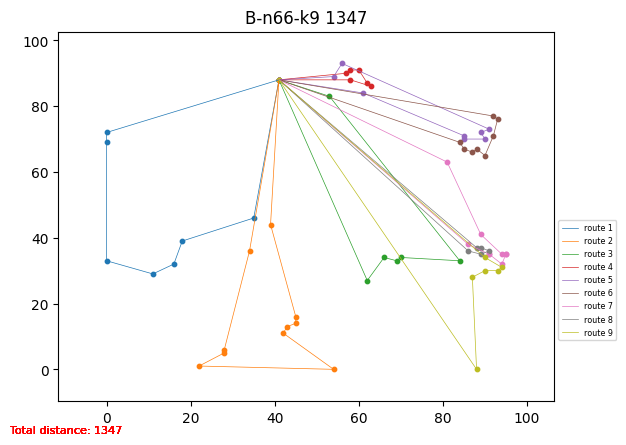 B-n66-k9 1347
100
80
60
40
20
0
0 20 40 60 80 100
route 1
route 2
route 3
route 4
route 5
route 6
route 7
route 8
route 9
Total distance: 1347